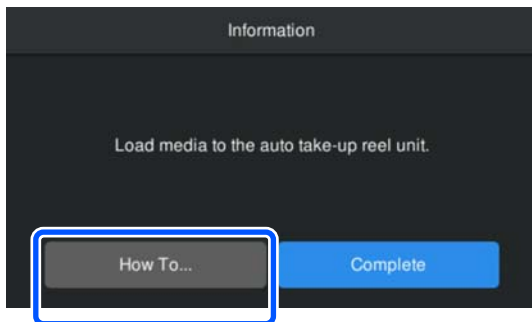 Information
Load media to the auto take-up reel unit.
How To...
Complete